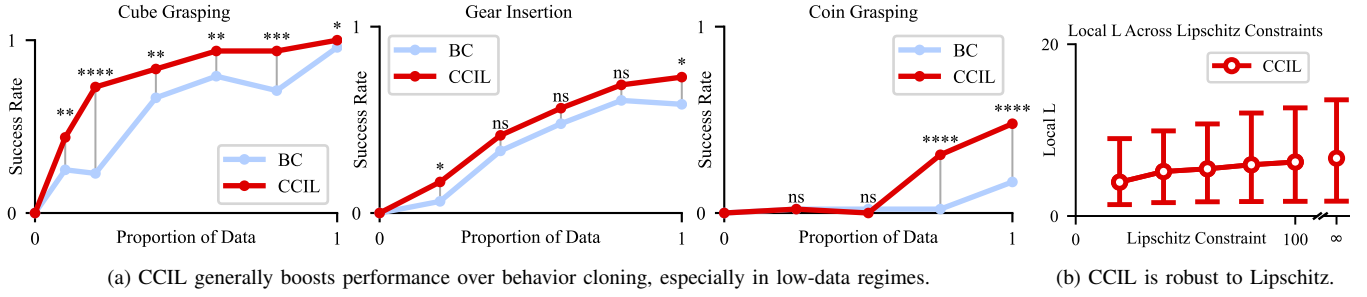 Cube Grasping
1
Success Rate
**
****
**
**
***
*
BC
CCIL
0
0
Proportion of Data
1
Gear Insertion
1
Success Rate
BC
CCIL
*
ns
ns
ns
*
0
0
Proportion of Data
1
Coin Grasping
1
Success Rate
BC
CCIL
ns
ns
****
****
0
0
Proportion of Data
1
(a) CCIL generally boosts performance over behavior cloning, especially in low-data regimes.
Local L Across Lipschitz Constraints
20
Local L
CCIL
0
0
Lipschitz Constraint
100
∞
(b) CCIL is robust to Lipschitz.